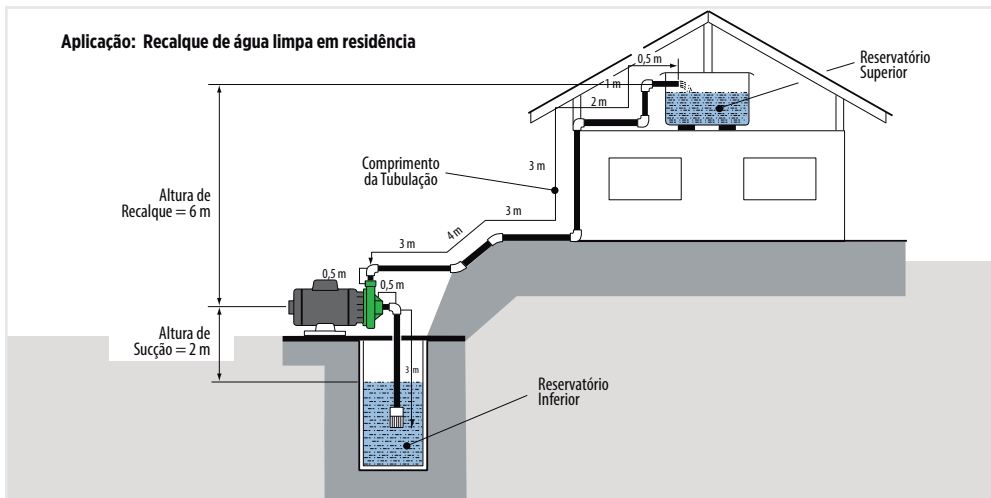 Aplicação: Recalque de água limpa em residência
0,5 m
Reservatório
Superior
1 m
2 m
Comprimento
da Tubulação
3 m
Altura de
Recalque = 6 m
3 m
4 m
3 m
0,5 m
0,5 m
Altura de
Sucção = 2 m
3 m
Reservatório
Inferior